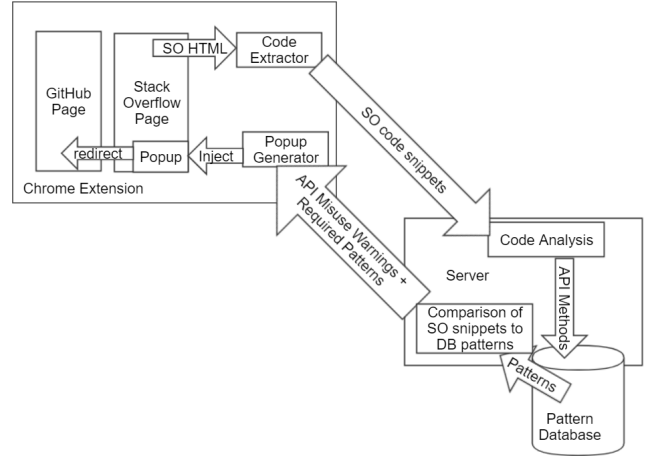 SO HTML
Code
Extractor
GitHub
Page
Stack
Overflow
Page
redirect
Popup
Inject
Popup
Generator
Chrome Extension
SO code snippets
API Misuse Warnings +
Required Patterns
Code Analysis
Server
API Methods
Comparison of
SO snippets to
DB patterns
Patterns
Pattern
Database